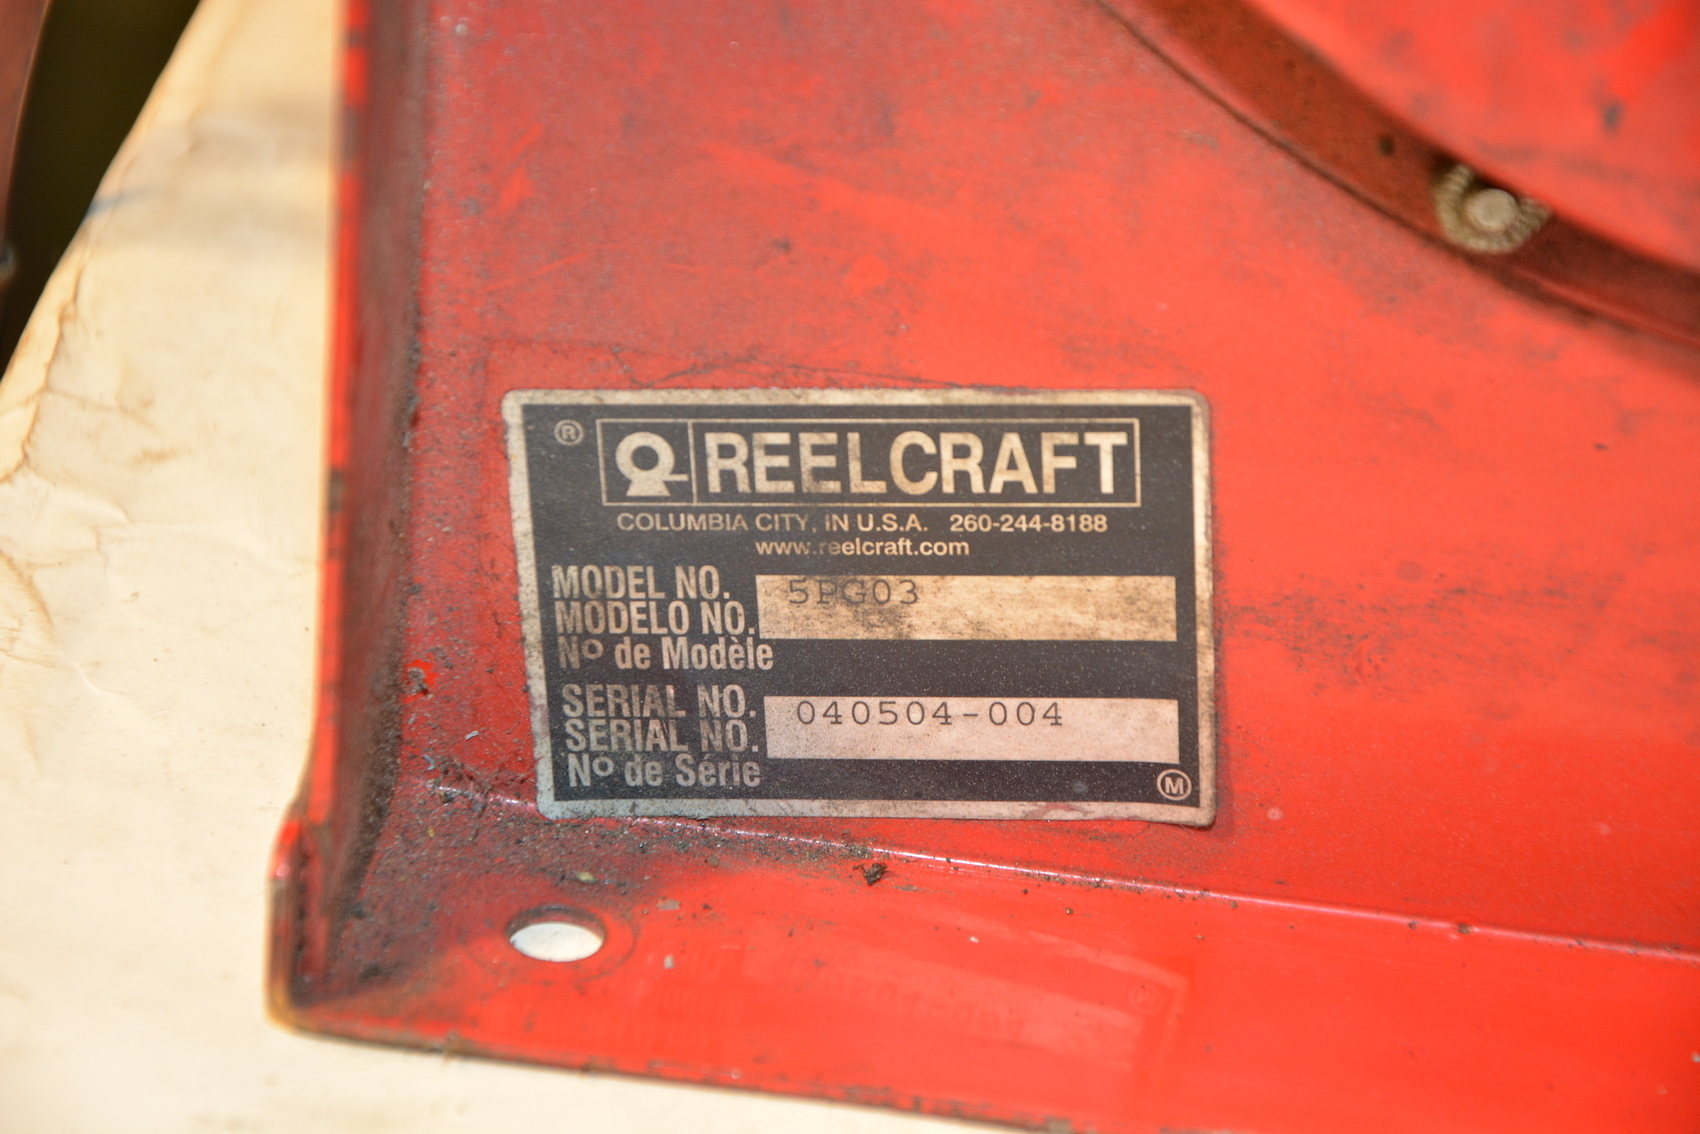 ® REELCRAFT
COLUMBIA CITY, IN U.S.A. 260-244-8188
www.reelcraft.com
MODEL NO. 5PG03
MODELO NO.
Nº de Modèle
SERIAL NO. 040504-004
SERIAL NO.
Nº de Série
M